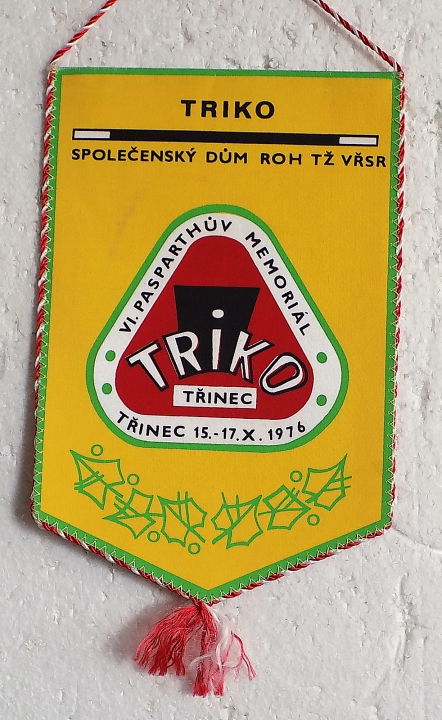 TRIKO
SPOLEČENSKÝ DŮM ROH TŽ VŘSR
VI. PASPARTHŮV MEMORIÁL
TRiKO
TŘINEC
TŘINEC 15.-17.X.1976